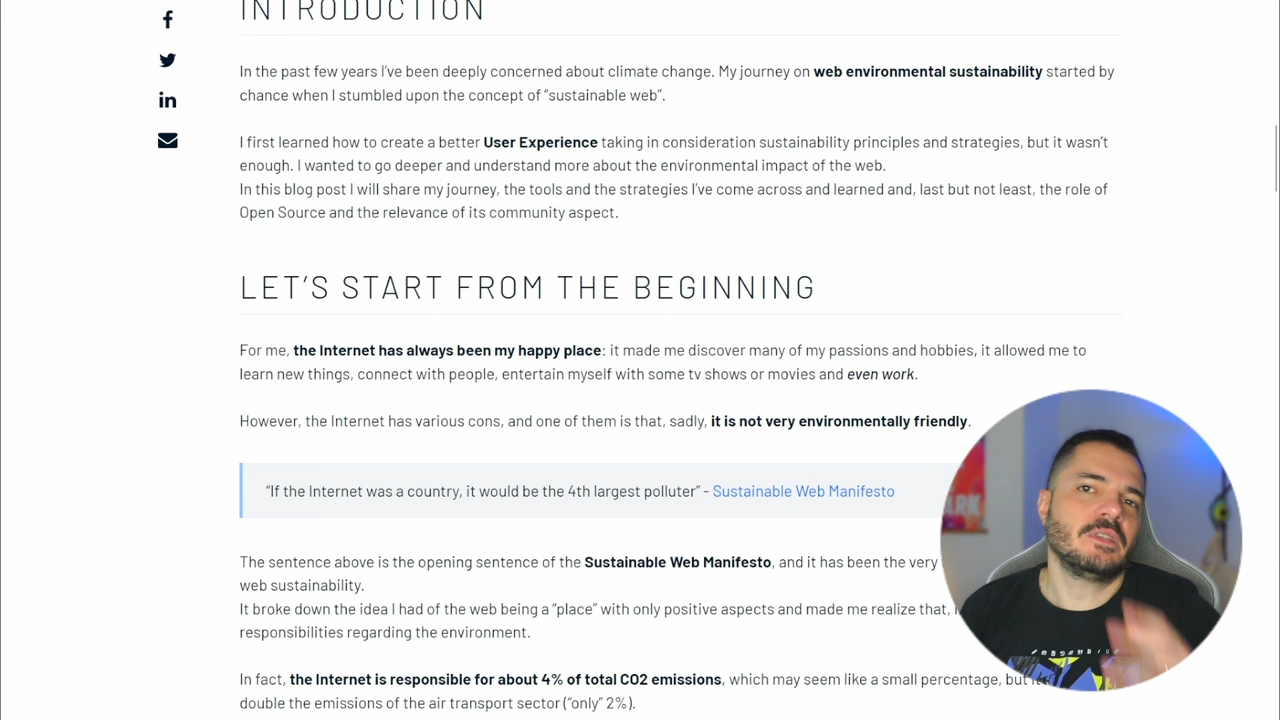 INTRODUCTION
In the past few years I've been deeply concerned about climate change. My journey on web environmental sustainability started by
chance when I stumbled upon the concept of “sustainable web”.
I first learned how to create a better User Experience taking in consideration sustainability principles and strategies, but it wasn't
enough. I wanted to go deeper and understand more about the environmental impact of the web.
In this blog post I will share my journey, the tools and the strategies I've come across and learned and, last but not least, the role of
Open Source and the relevance of its community aspect.
LET'S START FROM THE BEGINNING
For me, the Internet has always been my happy place: it made me discover many of my passions and hobbies, it allowed me to
learn new things, connect with people, entertain myself with some tv shows or movies and even work.
However, the Internet has various cons, and one of them is that, sadly, it is not very environmentally friendly.
“If the Internet was a country, it would be the 4th largest polluter” - Sustainable Web Manifesto
The sentence above is the opening sentence of the Sustainable Web Manifesto, and it has been the very
web sustainability.
It broke down the idea I had of the web being a “place” with only positive aspects and made me realize that,
responsibilities regarding the environment.
In fact, the Internet is responsible for about 4% of total CO2 emissions, which may seem like a small percentage, but
double the emissions of the air transport sector (“only” 2%).